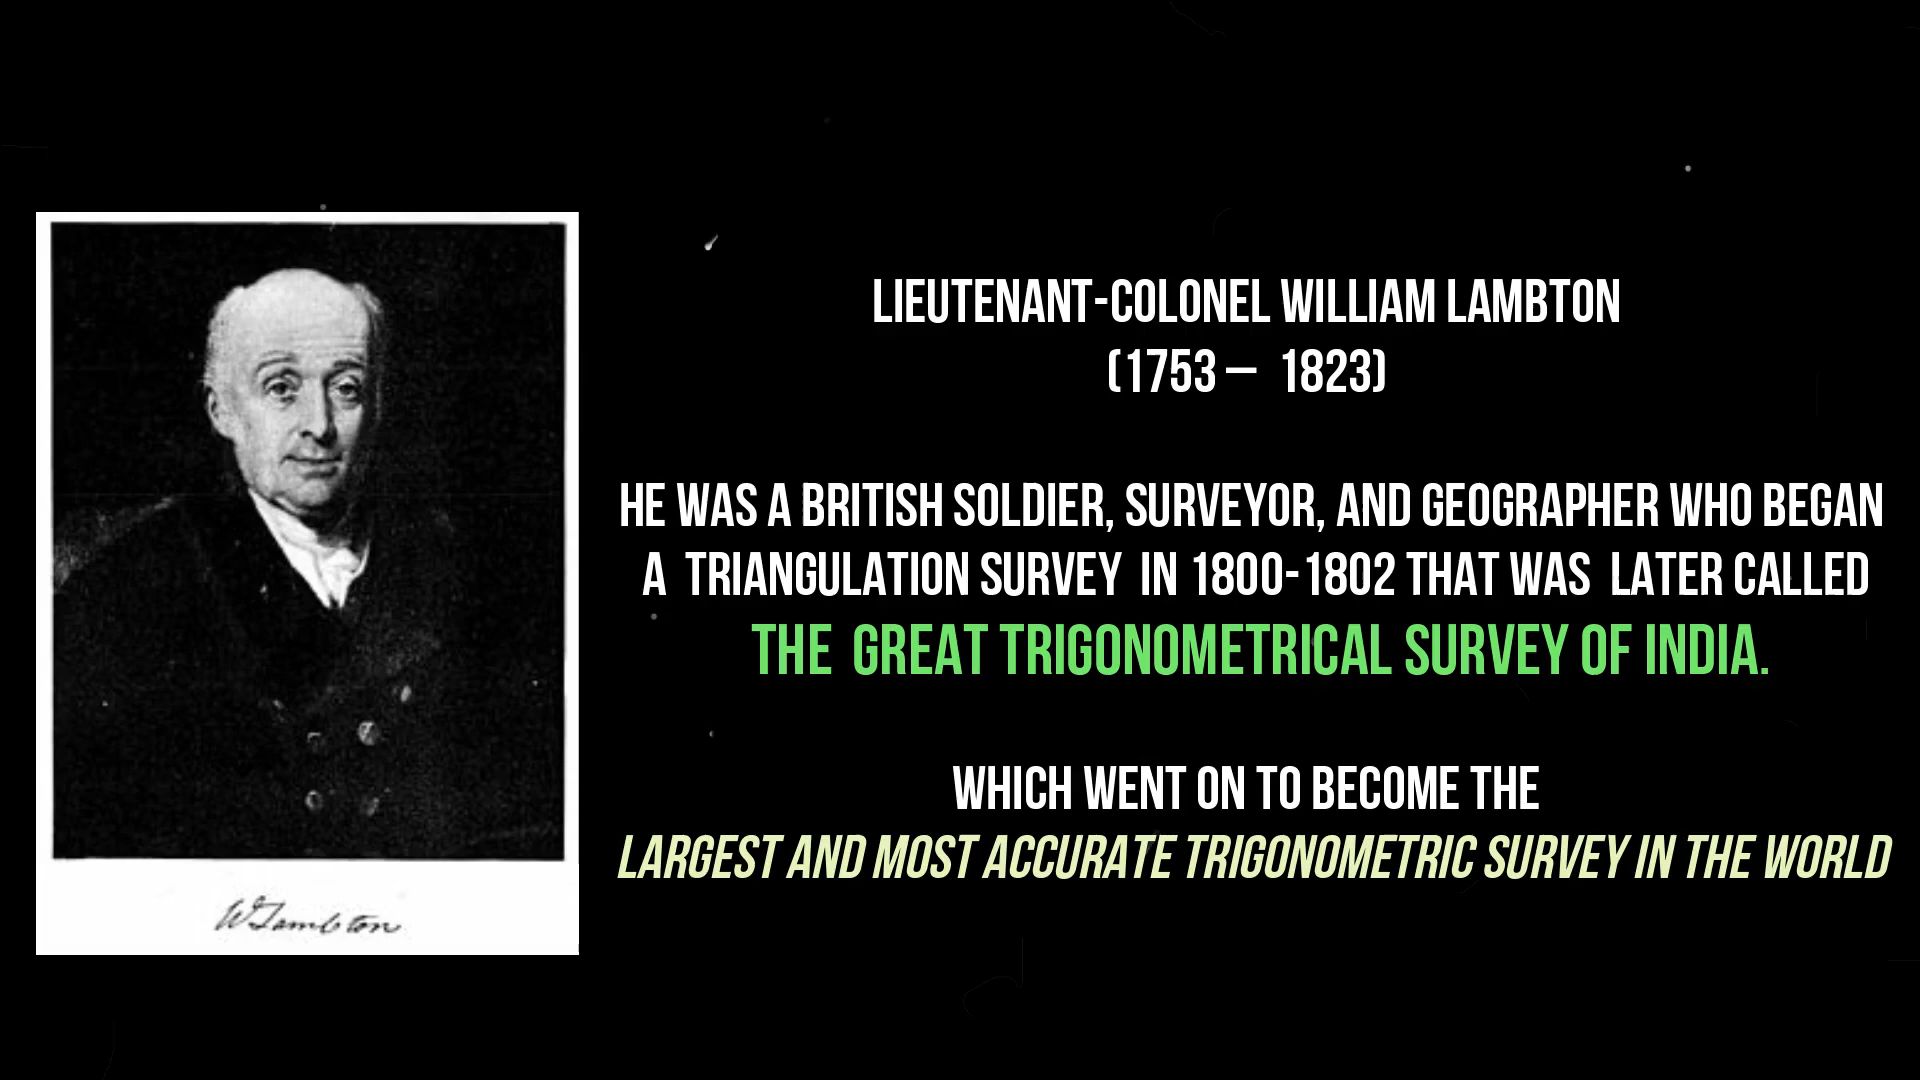 LIEUTENANT-COLONEL WILLIAM LAMBTON
(1753 – 1823)
HE WAS A BRITISH SOLDIER, SURVEYOR, AND GEOGRAPHER WHO BEGAN
A TRIANGULATION SURVEY IN 1800-1802 THAT WAS LATER CALLED
THE GREAT TRIGONOMETRICAL SURVEY OF INDIA.
WHICH WENT ON TO BECOME THE
LARGEST AND MOST ACCURATE TRIGONOMETRIC SURVEY IN THE WORLD
W Lambton